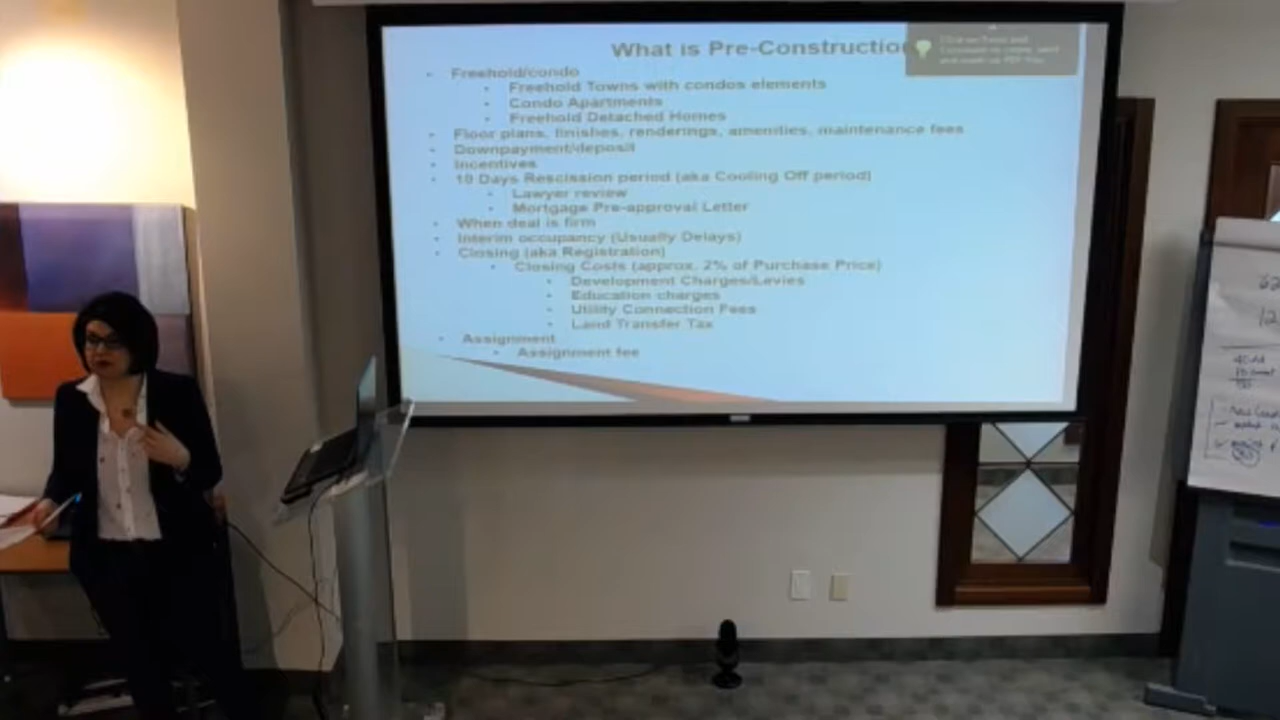 What is Pre-Constructio
Freehold/condo
Freehold Towns with condos elements
Condo Apartments
Freehold Detached Homes
Floor plans, finishes, renderings, amenities, maintenance fees
Downpayment/deposit
Incentives
10 Days Rescission period (aka Cooling Off period)
Lawyer review
Mortgage Pre-approval Letter
When deal is firm
Interim occupancy (Usually Delays)
Closing (aka Registration)
Closing Costs (approx. 2% of Purchase Price)
Development Charges/Levies
Education charges
Utility Connection Fees
Land Transfer Tax
Assignment
Assignment fee